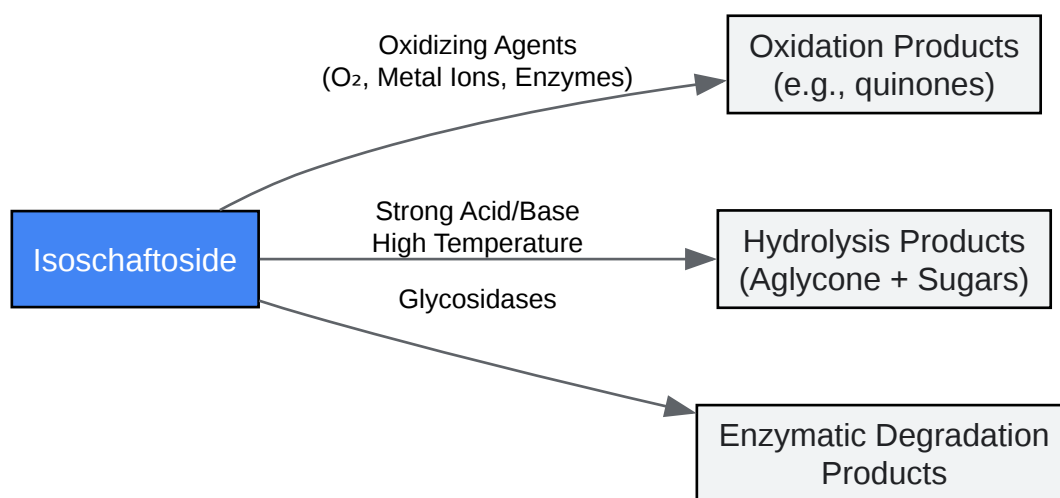 Oxidizing Agents
(O₂, Metal Ions, Enzymes)
Oxidation Products
(e.g., quinones)
Isoschaftoside
Strong Acid/Base
High Temperature
Hydrolysis Products
(Aglycone + Sugars)
Glycosidases
Enzymatic Degradation
Products